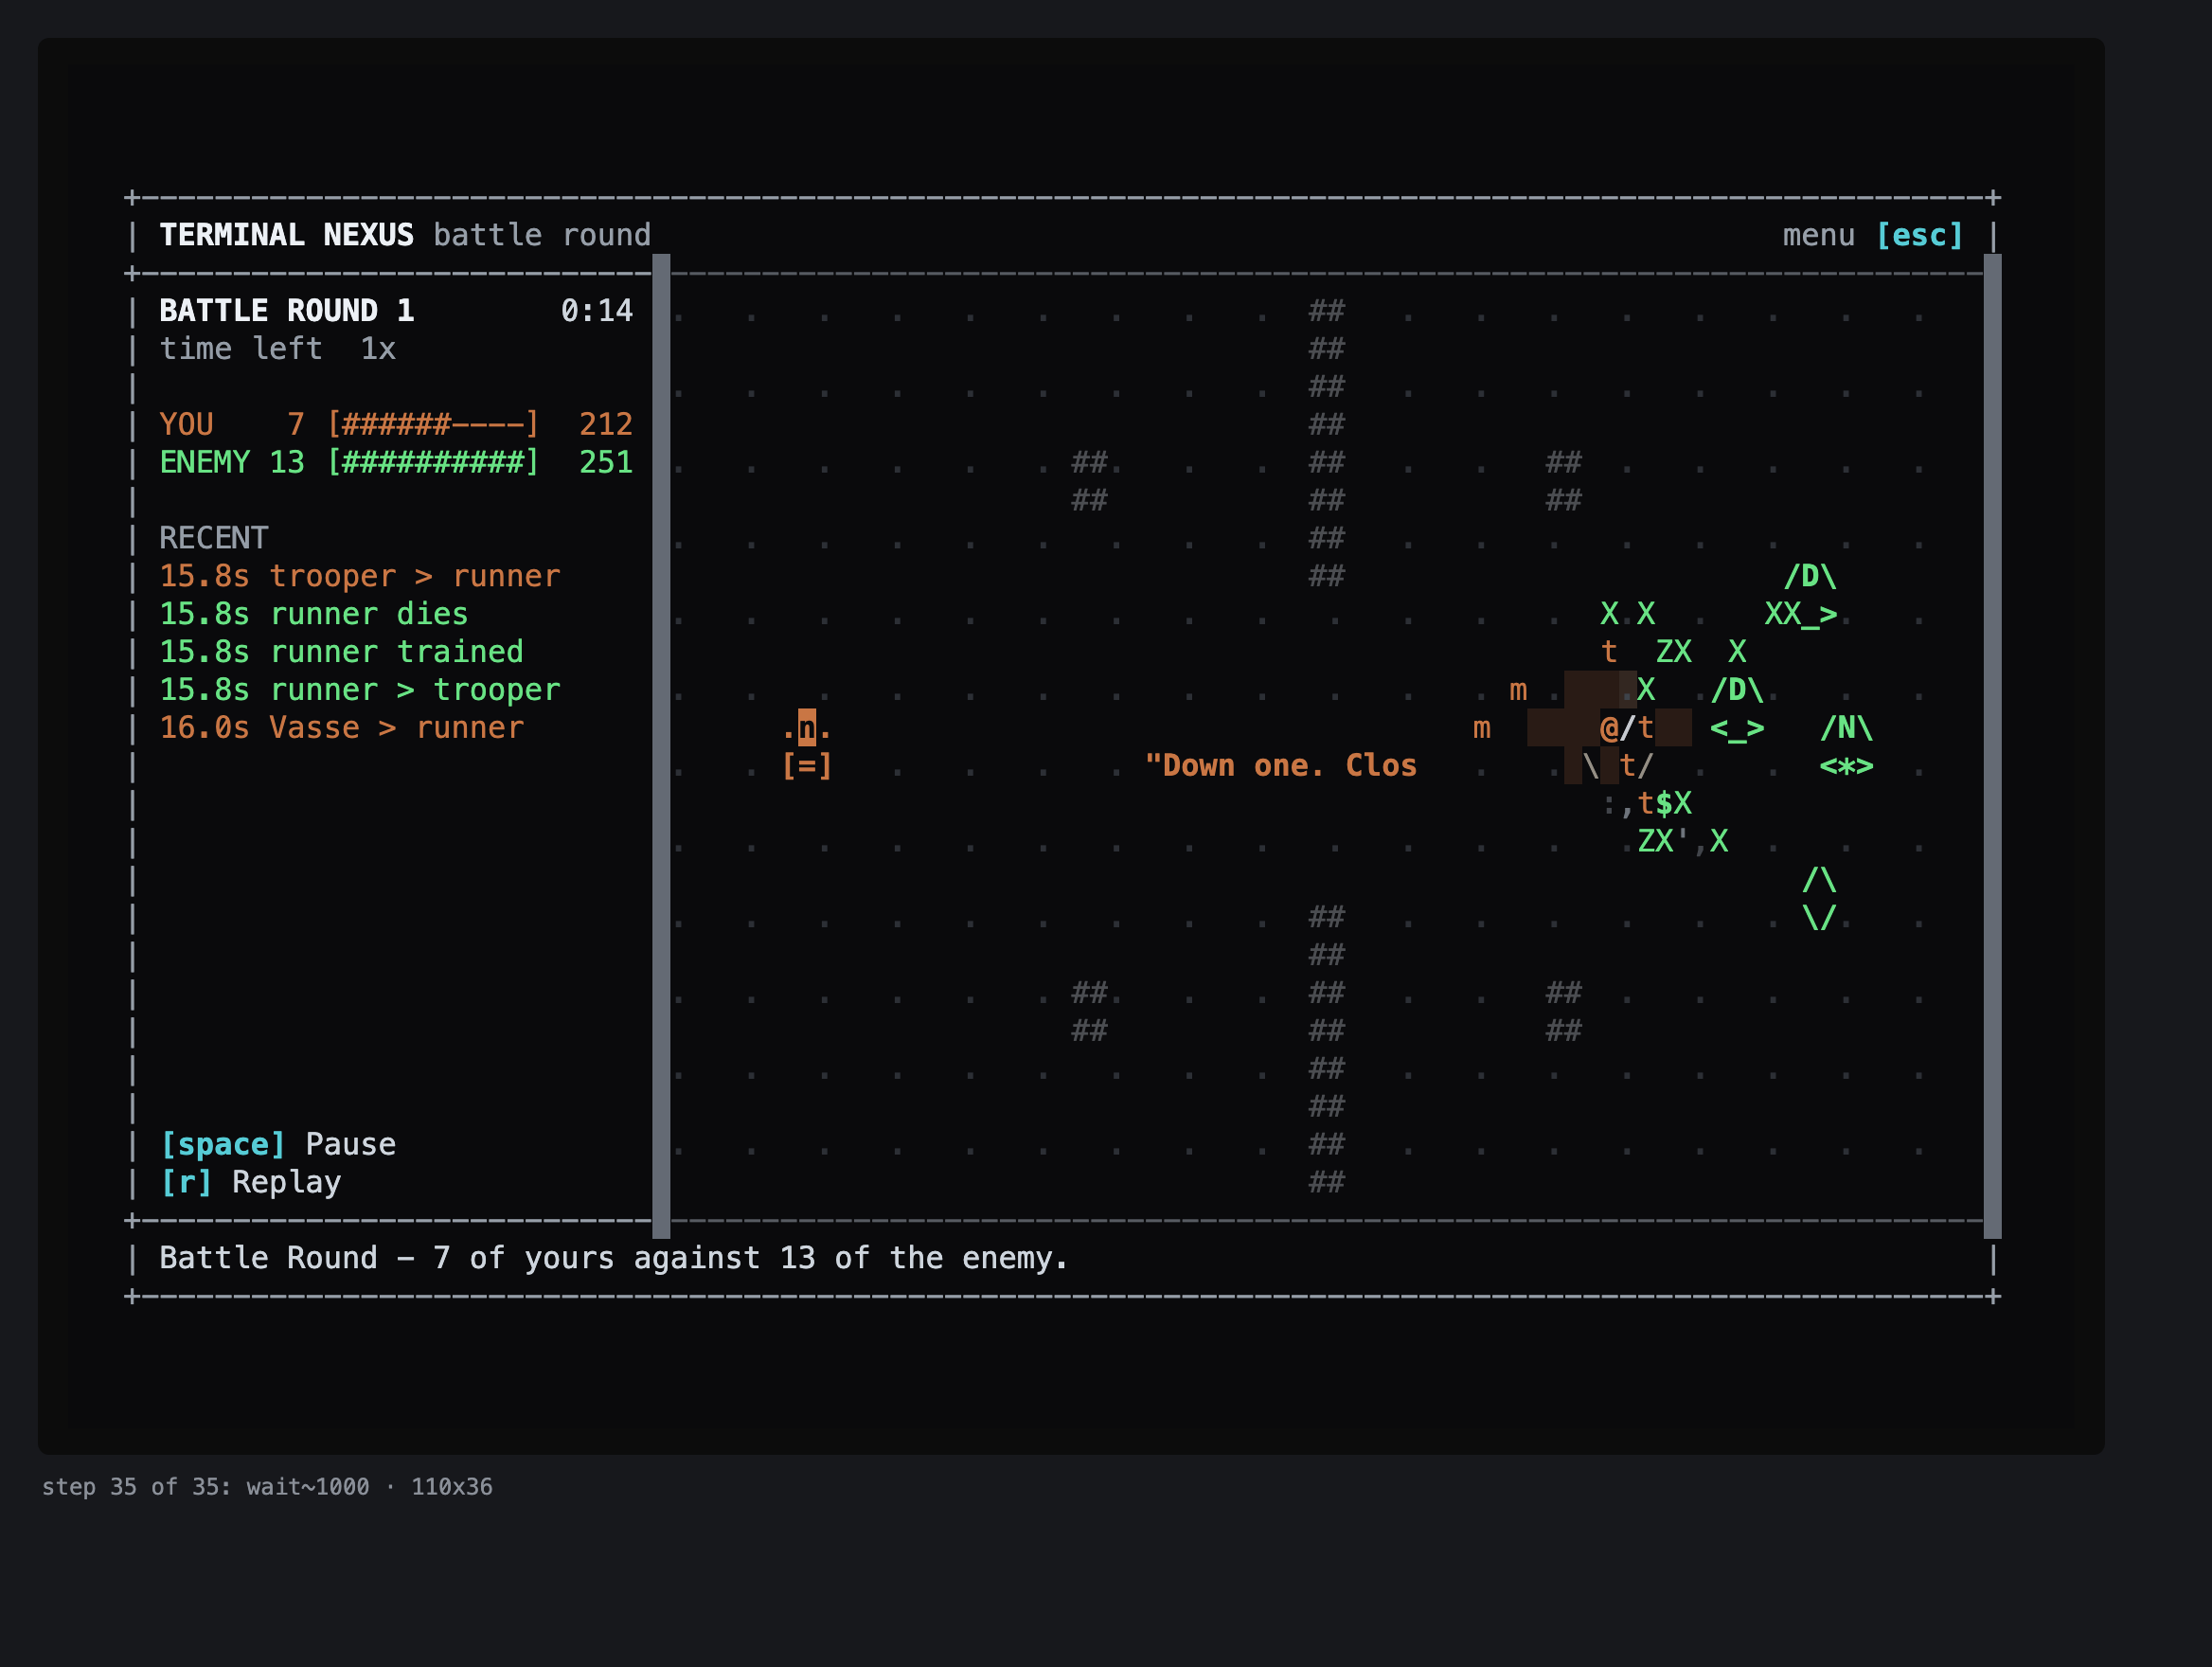 TERMINAL NEXUS battle round menu [esc]
BATTLE ROUND 1 0:14
time left 1x
YOU 7 [######----] 212
ENEMY 13 [##########] 251
RECENT
15.8s trooper > runner
15.8s runner dies
15.8s runner trained
15.8s runner > trooper
16.0s Vasse > runner
/D\
X.X XX_>
t ZX X
m X /D\
.n. m @/t <_> /N\
[=] "Down one. Clos \ t/ <*>
:,t$X
ZX',X
/\
\/
[space] Pause
[r] Replay
Battle Round – 7 of yours against 13 of the enemy.
step 35 of 35: wait~1000 · 110x36